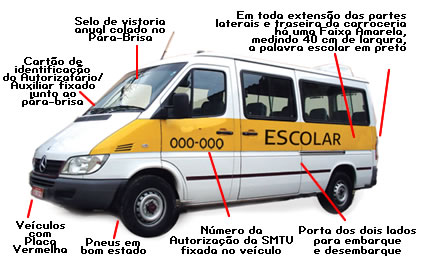 Selo de vistoria
anual colado no
Pára-Brisa
Em toda extensão das partes
laterais e traseira da carroceria
há uma Faixa Amarela,
medindo 40 cm de largura,
a palavra escolar em preto
Cartão de
identificação
do Autorizatário/
Auxiliar fixado
junto ao
pára-brisa
000-000
ESCOLAR
Veículos
com
Placa
Vermelha
Pneus em
bom estado
Número da
Autorização da SMTU
fixada no veículo
Porta dos dois lados
para embarque
e desembarque